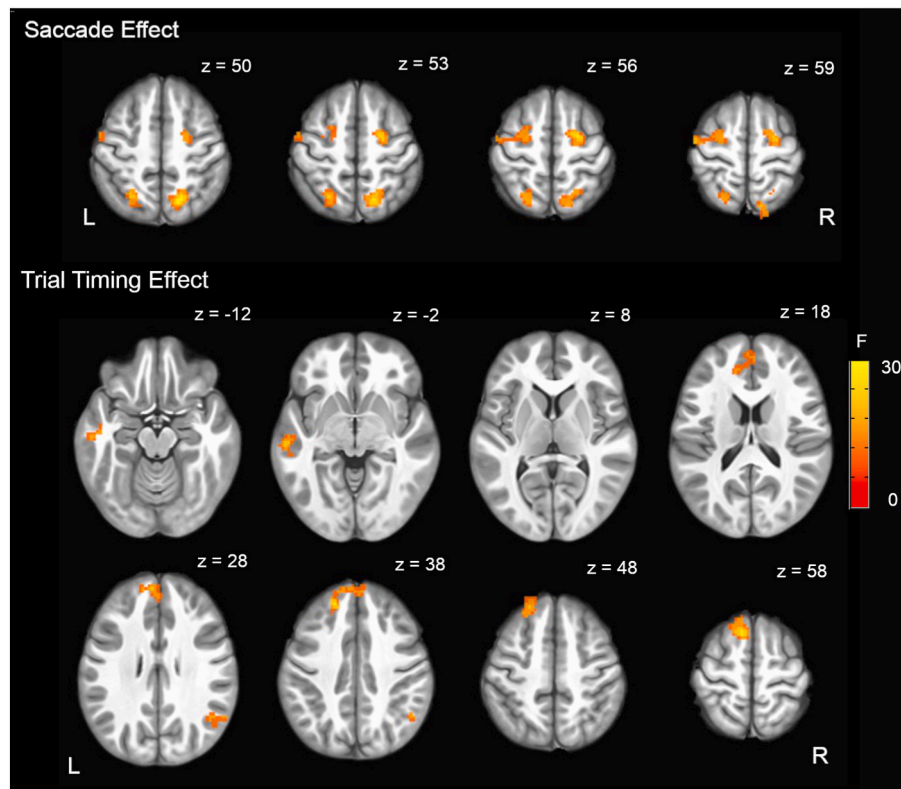 Saccade Effect
z = 50
z = 53
z = 56
z = 59
L
R
Trial Timing Effect
z = -12
z = -2
z = 8
z = 18
F
30
0
z = 28
z = 38
z = 48
z = 58
L
R